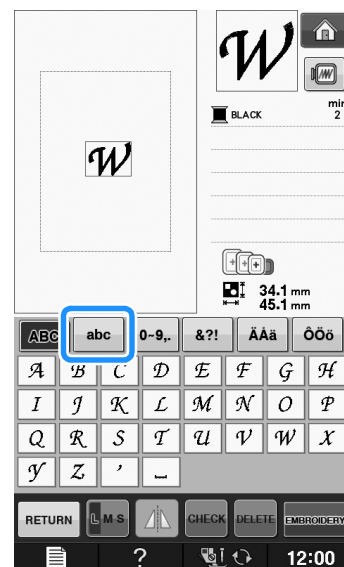 W
BLACK
min
2
W
34.1 mm
45.1 mm
ABC abc 0~9,. &?! ÄÅä ÔÖö
A B C D E F G H
I J K L M N O P
Q R S T U V W X
Y Z ’ _
RETURN L M S CHECK DELETE EMBROIDERY
? 12:00